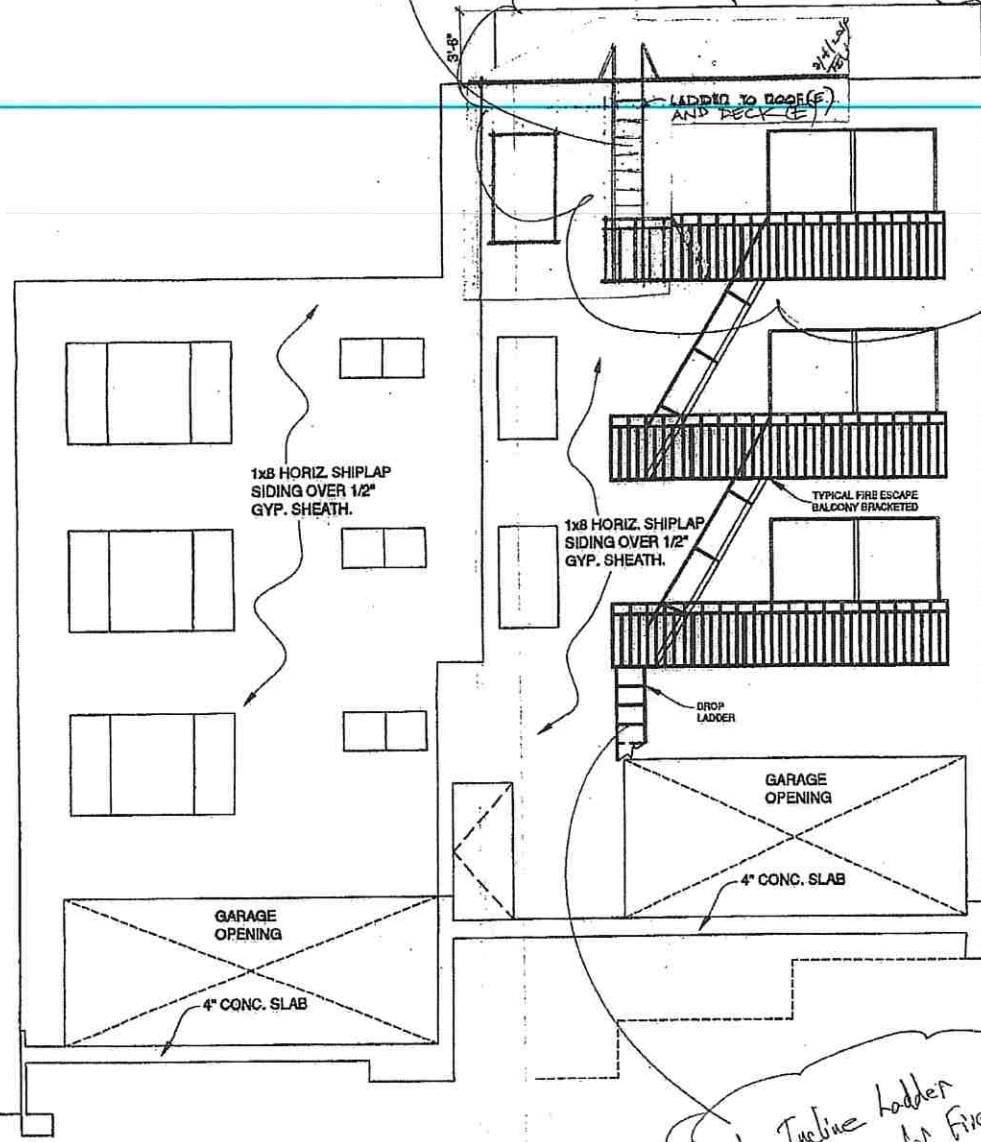 3'-6"
LADDER TO ROOF (E)
AND DECK (E)
1x8 HORIZ. SHIPLAP
SIDING OVER 1/2"
GYP. SHEATH.
TYPICAL FIRE ESCAPE
BALCONY BRACKETED
1x8 HORIZ. SHIPLAP
SIDING OVER 1/2"
GYP. SHEATH.
DROP
LADDER
GARAGE
OPENING
4" CONC. SLAB
GARAGE
OPENING
4" CONC. SLAB
Ladder
Fire